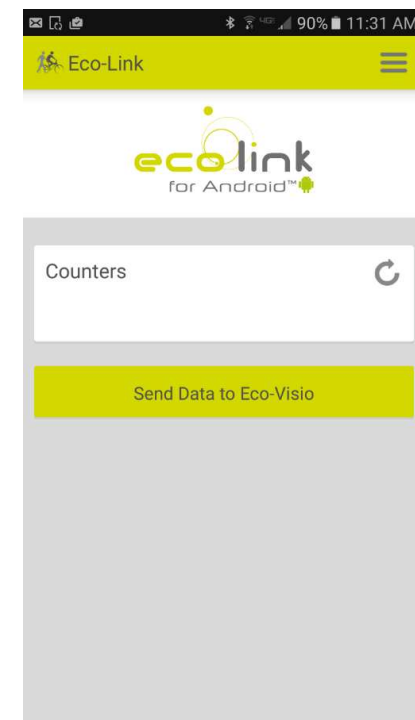 90% 11:31 AM
Eco-Link
ecolink
for Android™
Counters
Send Data to Eco-Visio